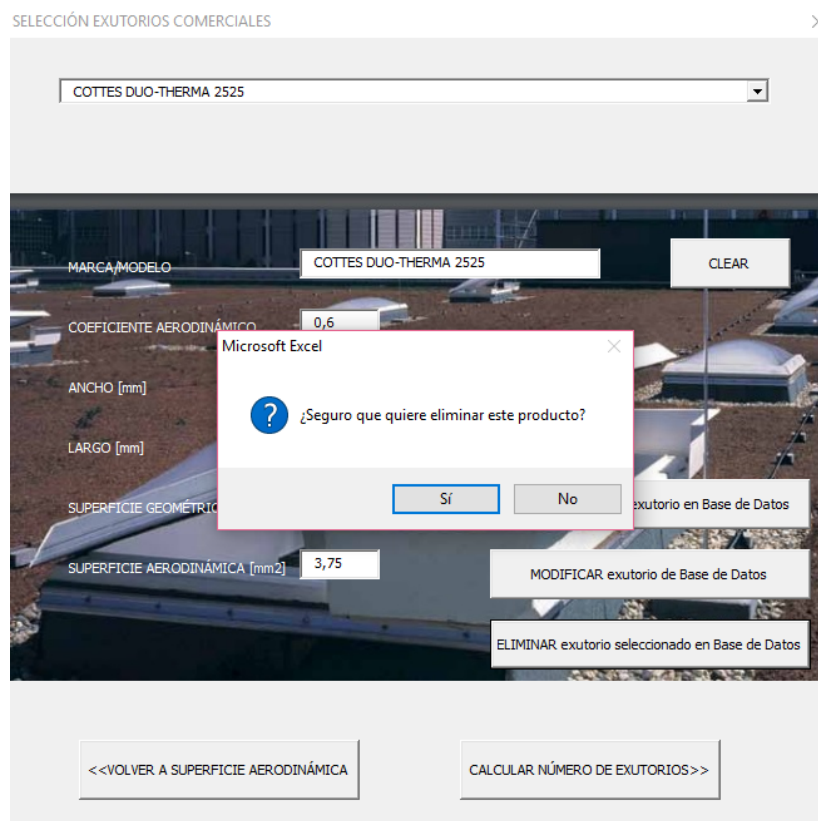 SELECCIÓN EXUTORIOS COMERCIALES
COTTES DUO-THERMA 2525
MARCA/MODELO
COTTES DUO-THERMA 2525
CLEAR
COEFICIENTE AERODINÁMICO
0,6
Microsoft Excel
ANCHO [mm]
¿Seguro que quiere eliminar este producto?
LARGO [mm]
Sí
No
SUPERFICIE GEOMÉTRIC
exutorio en Base de Datos
SUPERFICIE AERODINÁMICA [mm2]
3,75
MODIFICAR exutorio de Base de Datos
ELIMINAR exutorio seleccionado en Base de Datos
<<VOLVER A SUPERFICIE AERODINÁMICA
CALCULAR NÚMERO DE EXUTORIOS>>